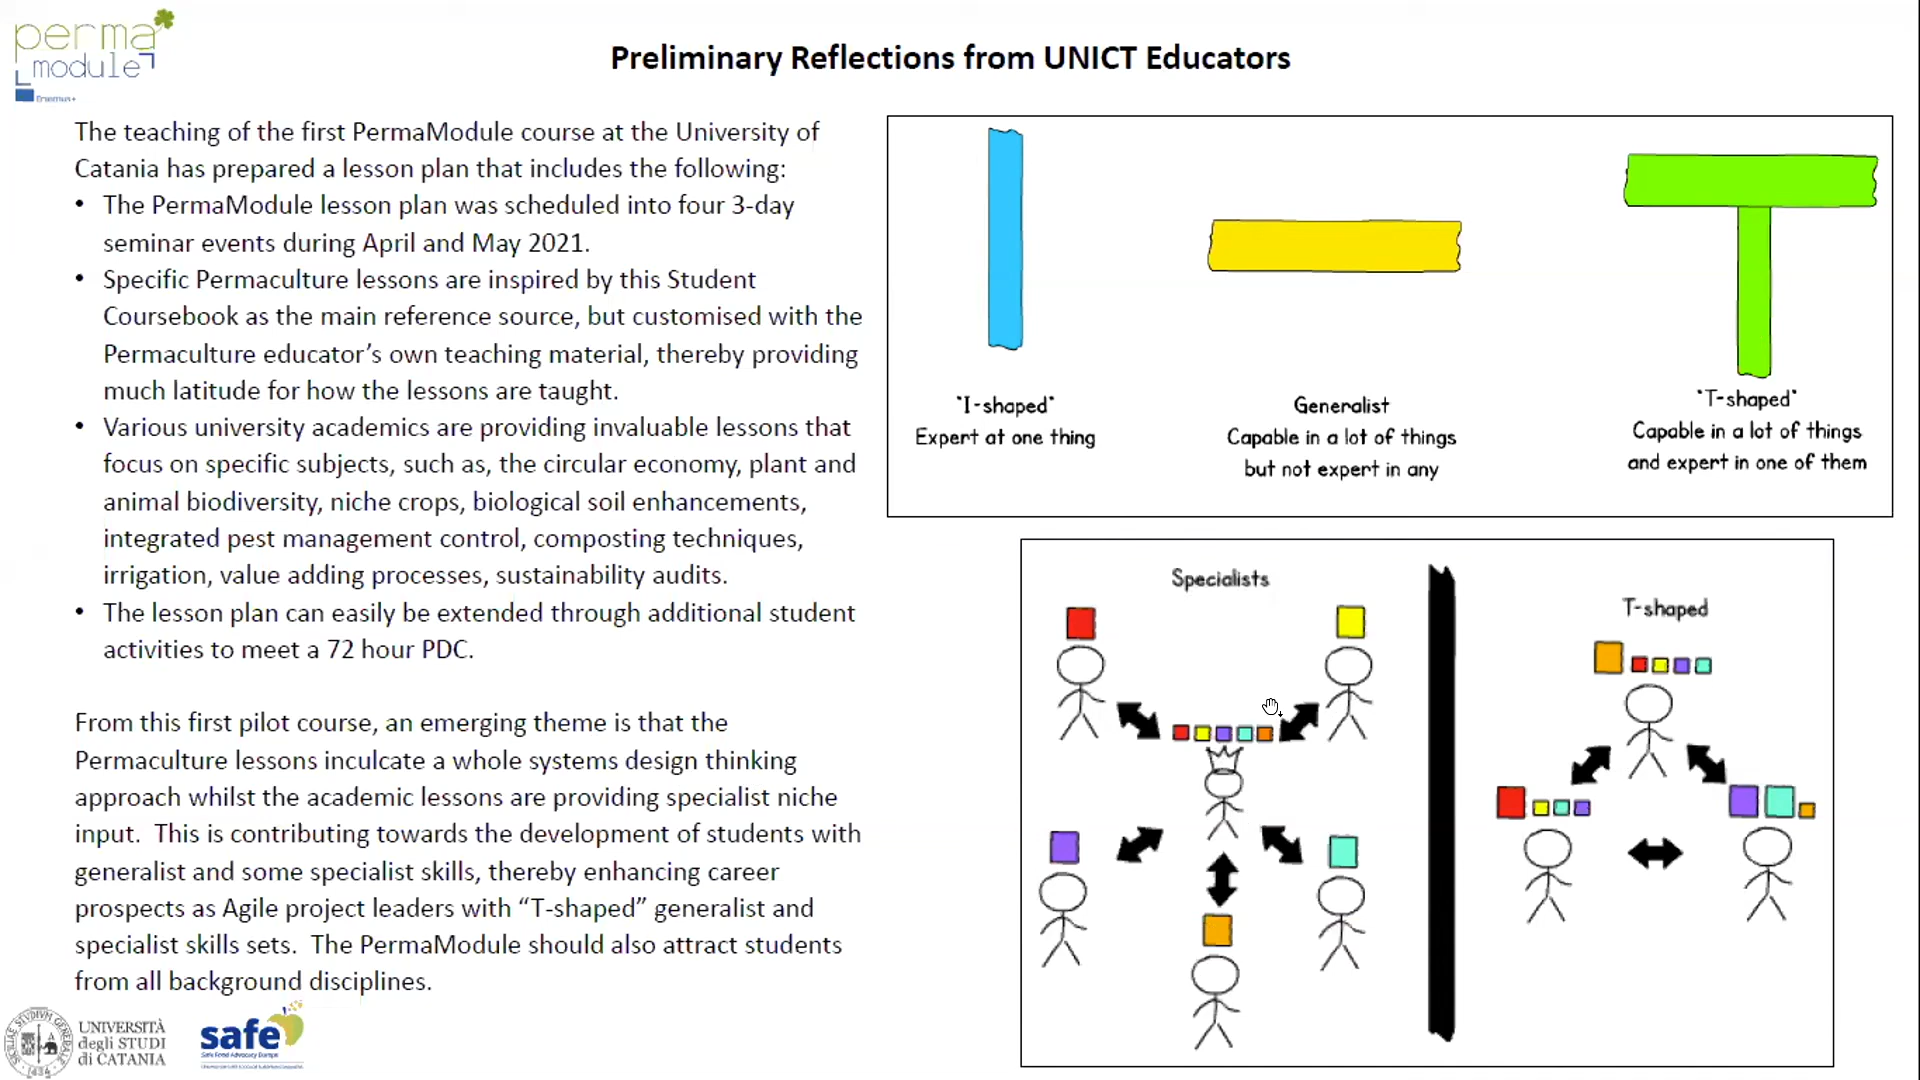 perma
module
Erasmus+
Preliminary Reflections from UNICT Educators
The teaching of the first PermaModule course at the University of
Catania has prepared a lesson plan that includes the following:
• The PermaModule lesson plan was scheduled into four 3-day
seminar events during April and May 2021.
• Specific Permaculture lessons are inspired by this Student
Coursebook as the main reference source, but customised with the
Permaculture educator’s own teaching material, thereby providing
much latitude for how the lessons are taught.
• Various university academics are providing invaluable lessons that
focus on specific subjects, such as, the circular economy, plant and
animal biodiversity, niche crops, biological soil enhancements,
integrated pest management control, composting techniques,
irrigation, value adding processes, sustainability audits.
• The lesson plan can easily be extended through additional student
activities to meet a 72 hour PDC.
From this first pilot course, an emerging theme is that the
Permaculture lessons inculcate a whole systems design thinking
approach whilst the academic lessons are providing specialist niche
input.  This is contributing towards the development of students with
generalist and some specialist skills, thereby enhancing career
prospects as Agile project leaders with “T-shaped” generalist and
specialist skills sets.  The PermaModule should also attract students
from all background disciplines.
"I-shaped"
Expert at one thing
Generalist
Capable in a lot of things
but not expert in any
"T-shaped"
Capable in a lot of things
and expert in one of them
Specialists
T-shaped
UNIVERSITÀ
degli STUDI
di CATANIA
1434
safe
Safe Food Advocacy Europe